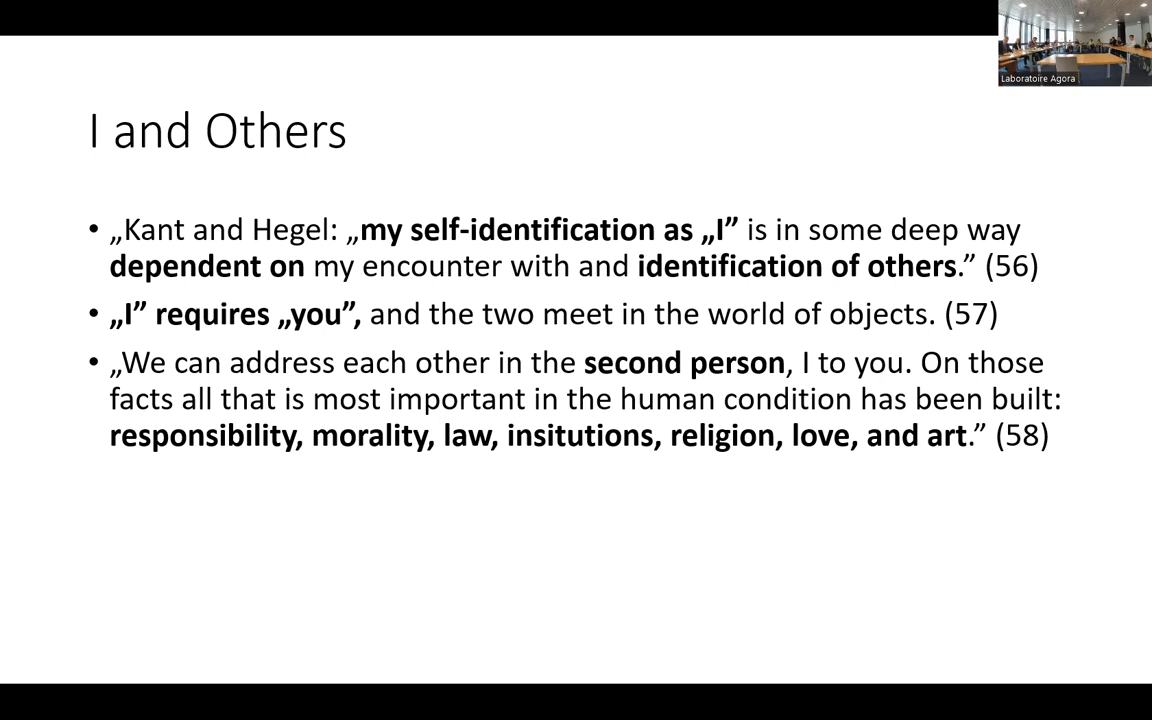 Laboratoire Agora
I and Others
• „Kant and Hegel: „my self-identification as „I” is in some deep way
dependent on my encounter with and identification of others.” (56)
• „I” requires „you”, and the two meet in the world of objects. (57)
• „We can address each other in the second person, I to you. On those
facts all that is most important in the human condition has been built:
responsibility, morality, law, insitutions, religion, love, and art.” (58)